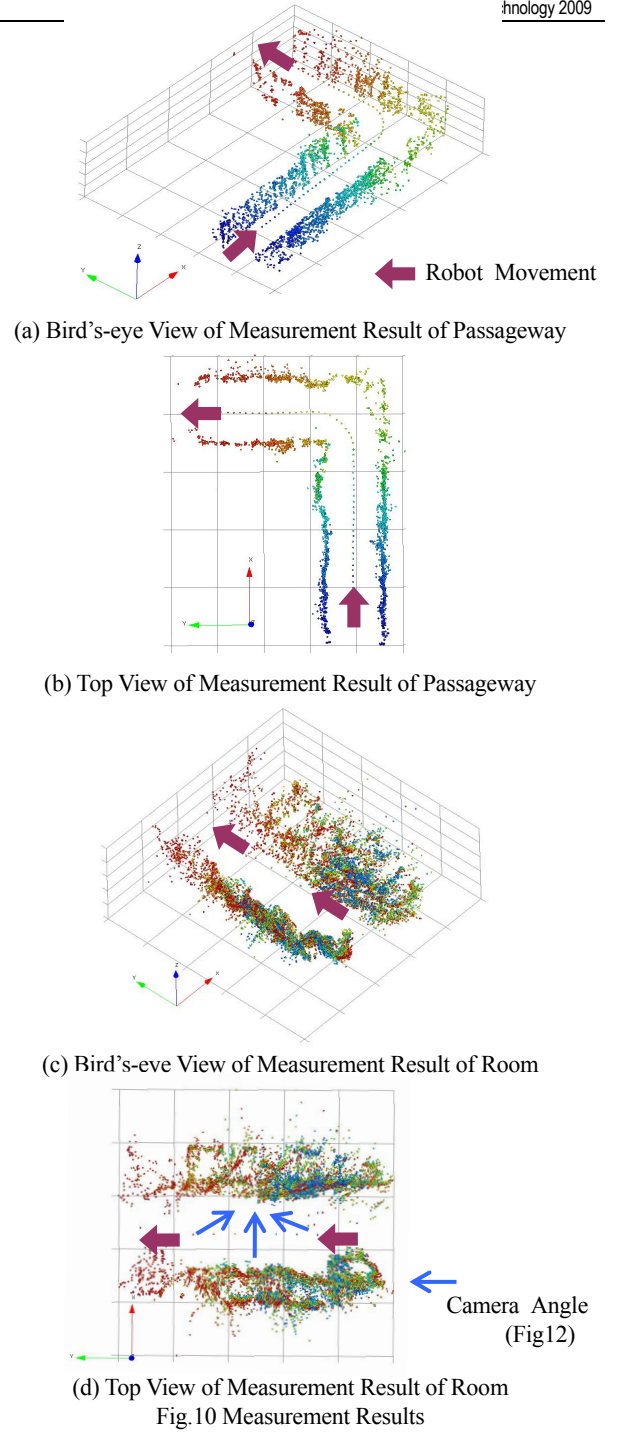 chnology 2009
Z
Y
X
Robot Movement
(a) Bird's-eye View of Measurement Result of Passageway
X
Y
(b) Top View of Measurement Result of Passageway
Z
Y
X
(c) Bird's-eye View of Measurement Result of Room
Camera Angle
(Fig12)
Y
(d) Top View of Measurement Result of Room
Fig.10 Measurement Results